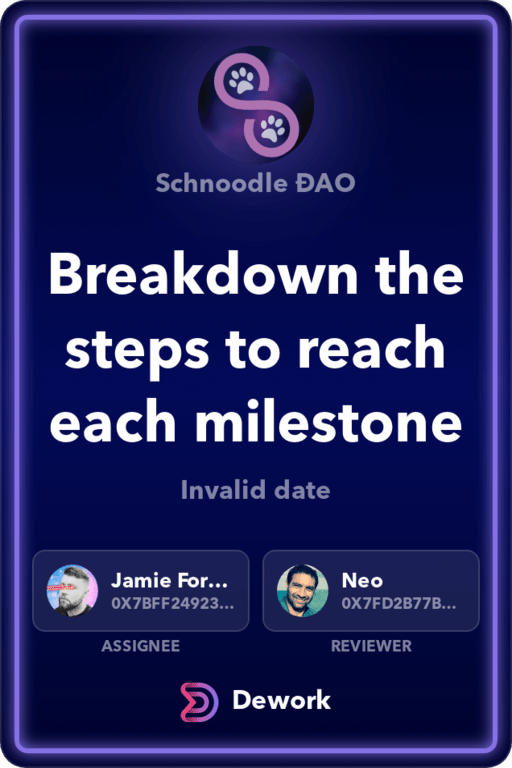 Schnoodle ĐAO
Breakdown the
steps to reach
each milestone
Invalid date
Jamie For...
0X7BFF24923...
Neo
0X7FD2B77B...
ASSIGNEE
REVIEWER
Dework